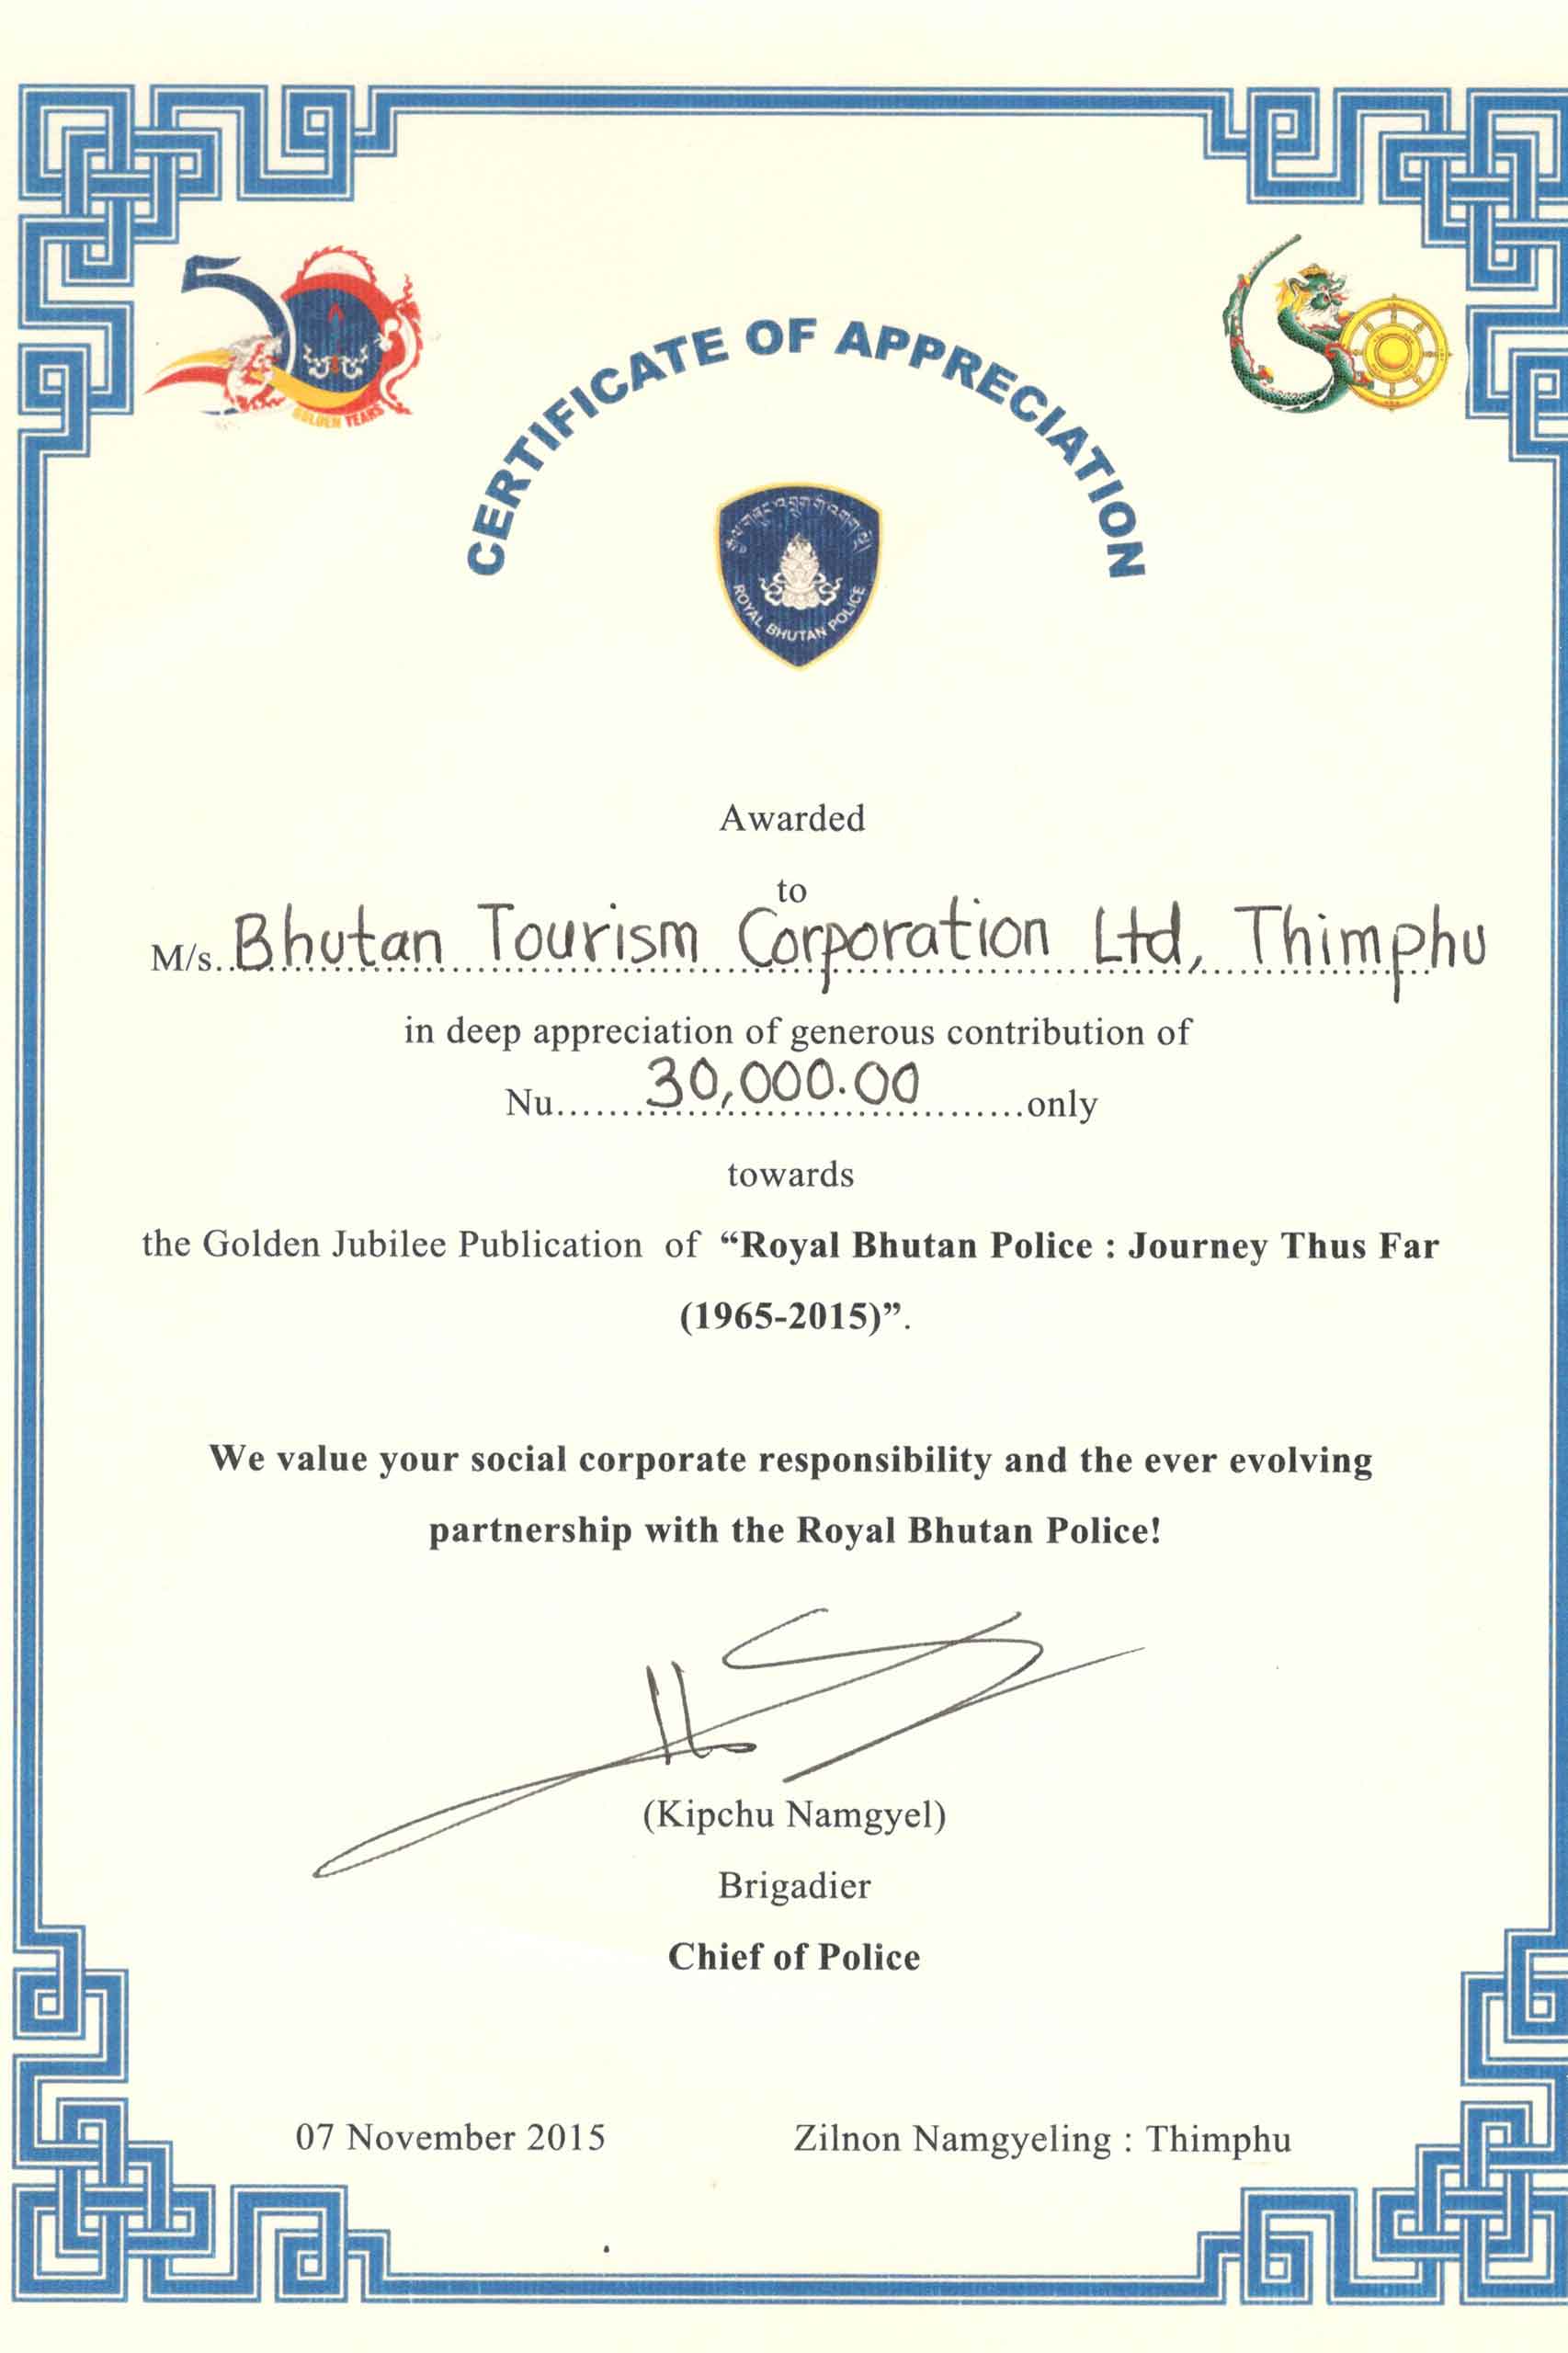 50
GOLDEN YEARS
CERTIFICATE OF APPRECIATION
ROYAL BHUTAN POLICE
Awarded
to
M/s..Bhutan Tourism Corporation Ltd, Thimphu
in deep appreciation of generous contribution of
Nu.......30,000.00.......only
towards
the Golden Jubilee Publication of “Royal Bhutan Police : Journey Thus Far
(1965-2015)”.
We value your social corporate responsibility and the ever evolving
partnership with the Royal Bhutan Police!
(Kipchu Namgyel)
Brigadier
Chief of Police
07 November 2015 Zilnon Namgyeling : Thimphu